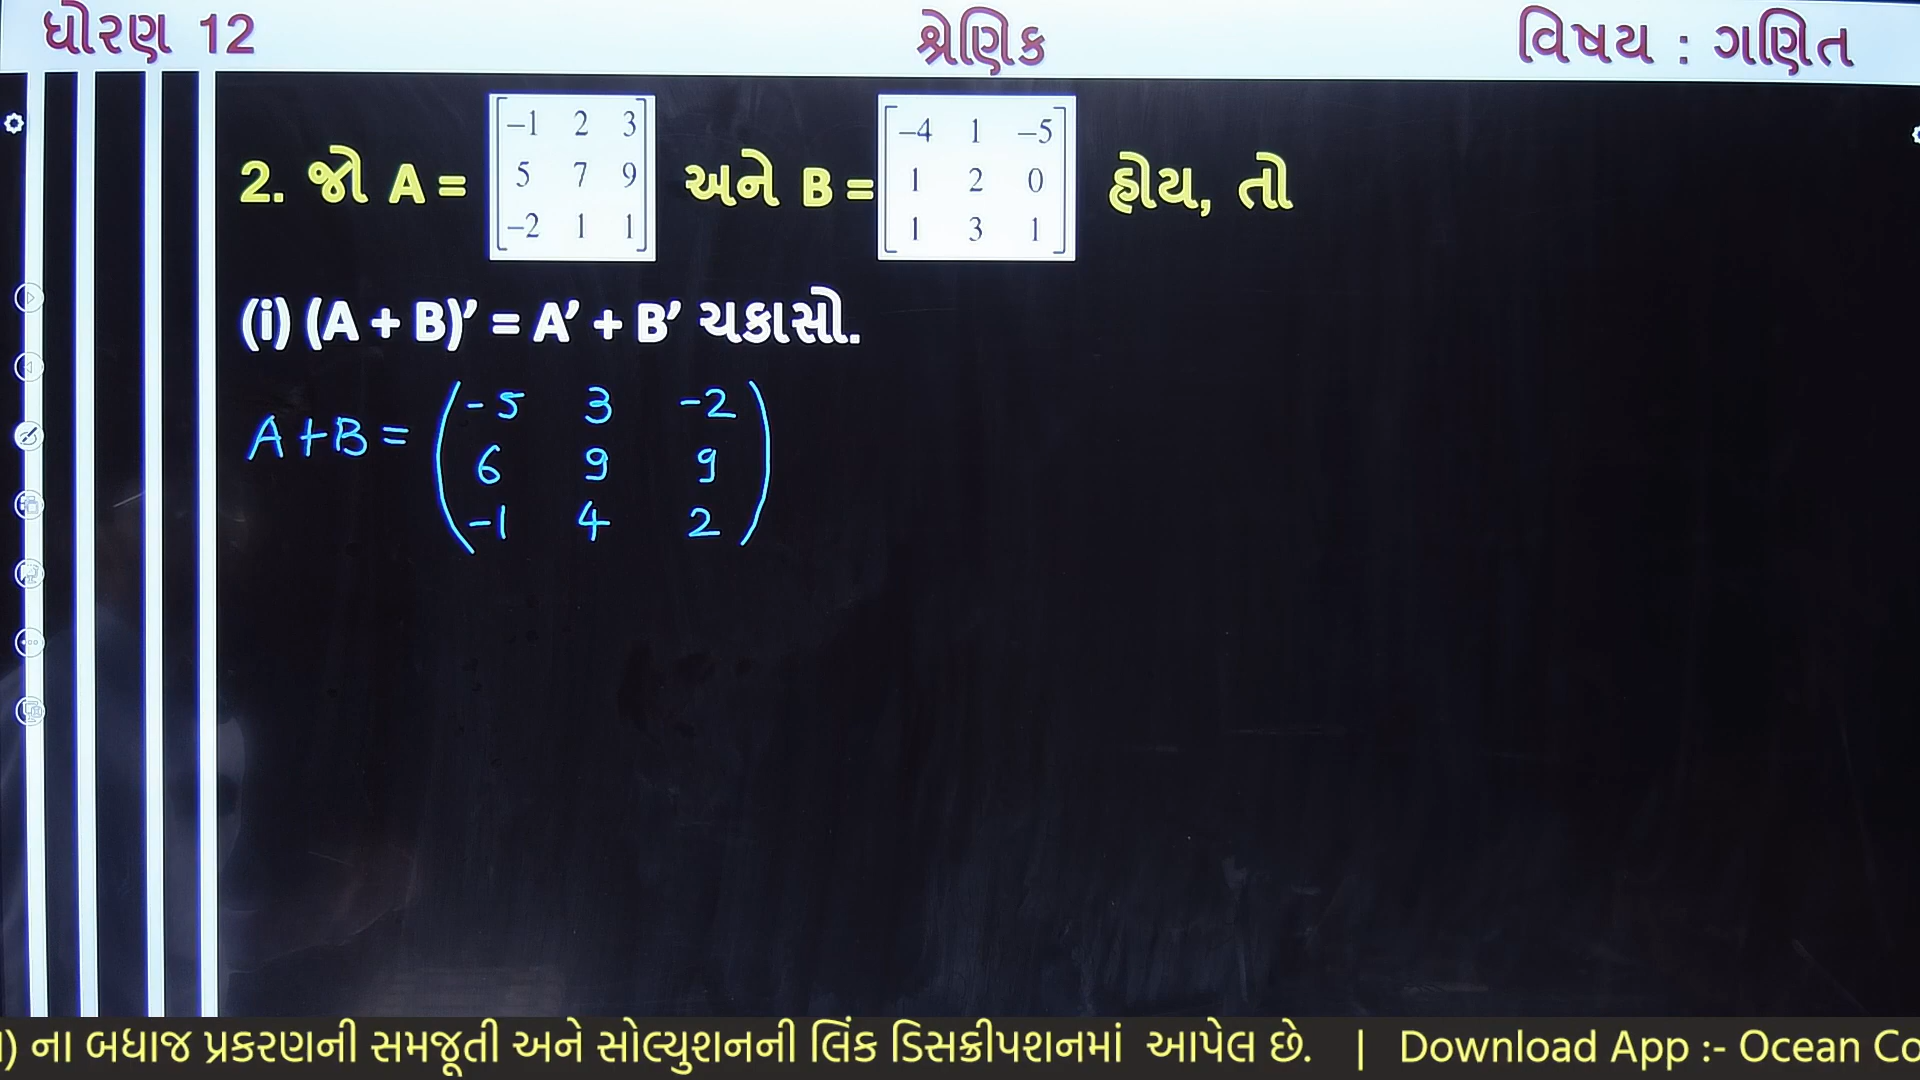 ધોરણ 12 શ્રેણિક વિષય : ગણિત
2. જો A = [−1 2 3; 5 7 9; −2 1 1] અને B = [−4 1 −5; 1 2 0; 1 3 1] હોય, તો
(i) (A + B)′ = A′ + B′ ચકાસો.
A+B = (-5 3 -2; 6 9 9; -1 4 2)
) ના બધાજ પ્રકરણની સમજૂતી અને સોલ્યુશનની લિંક ડિસક્રીપશનમાં આપેલ છે. | Download App :- Ocean